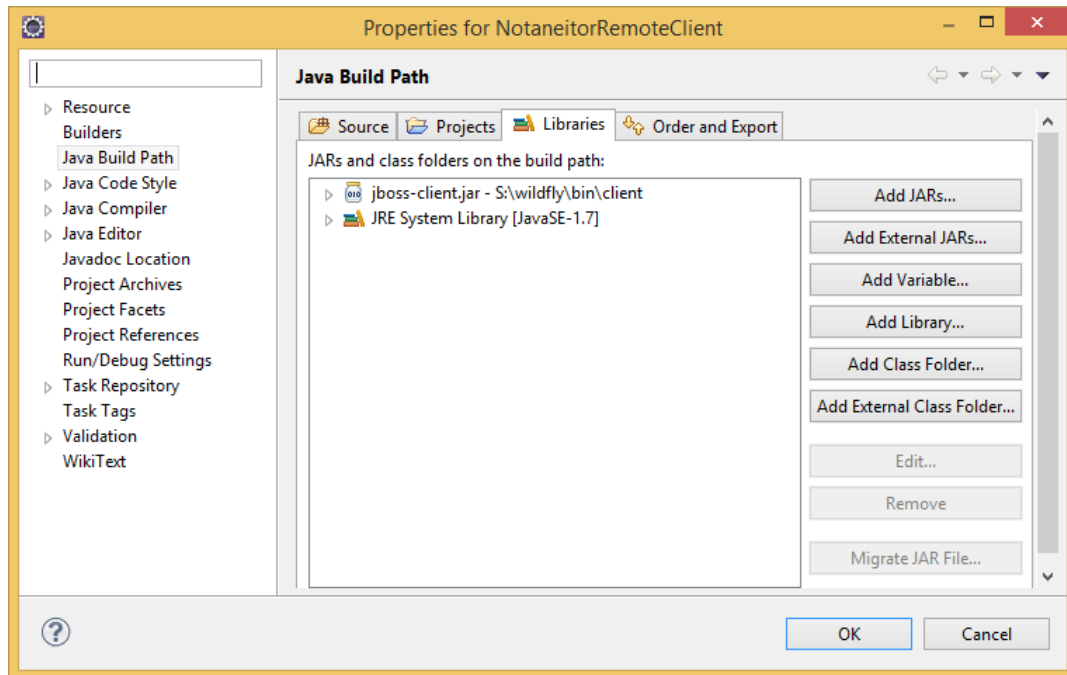 Properties for NotaneitorRemoteClient
Java Build Path
Resource
Builders
Java Build Path
Java Code Style
Java Compiler
Java Editor
Javadoc Location
Project Archives
Project Facets
Project References
Run/Debug Settings
Task Repository
Task Tags
Validation
WikiText
Source Projects Libraries Order and Export
JARs and class folders on the build path:
jboss-client.jar - S:\wildfly\bin\client
JRE System Library [JavaSE-1.7]
Add JARs...
Add External JARs...
Add Variable...
Add Library...
Add Class Folder...
Add External Class Folder...
Edit...
Remove
Migrate JAR File...
OK Cancel